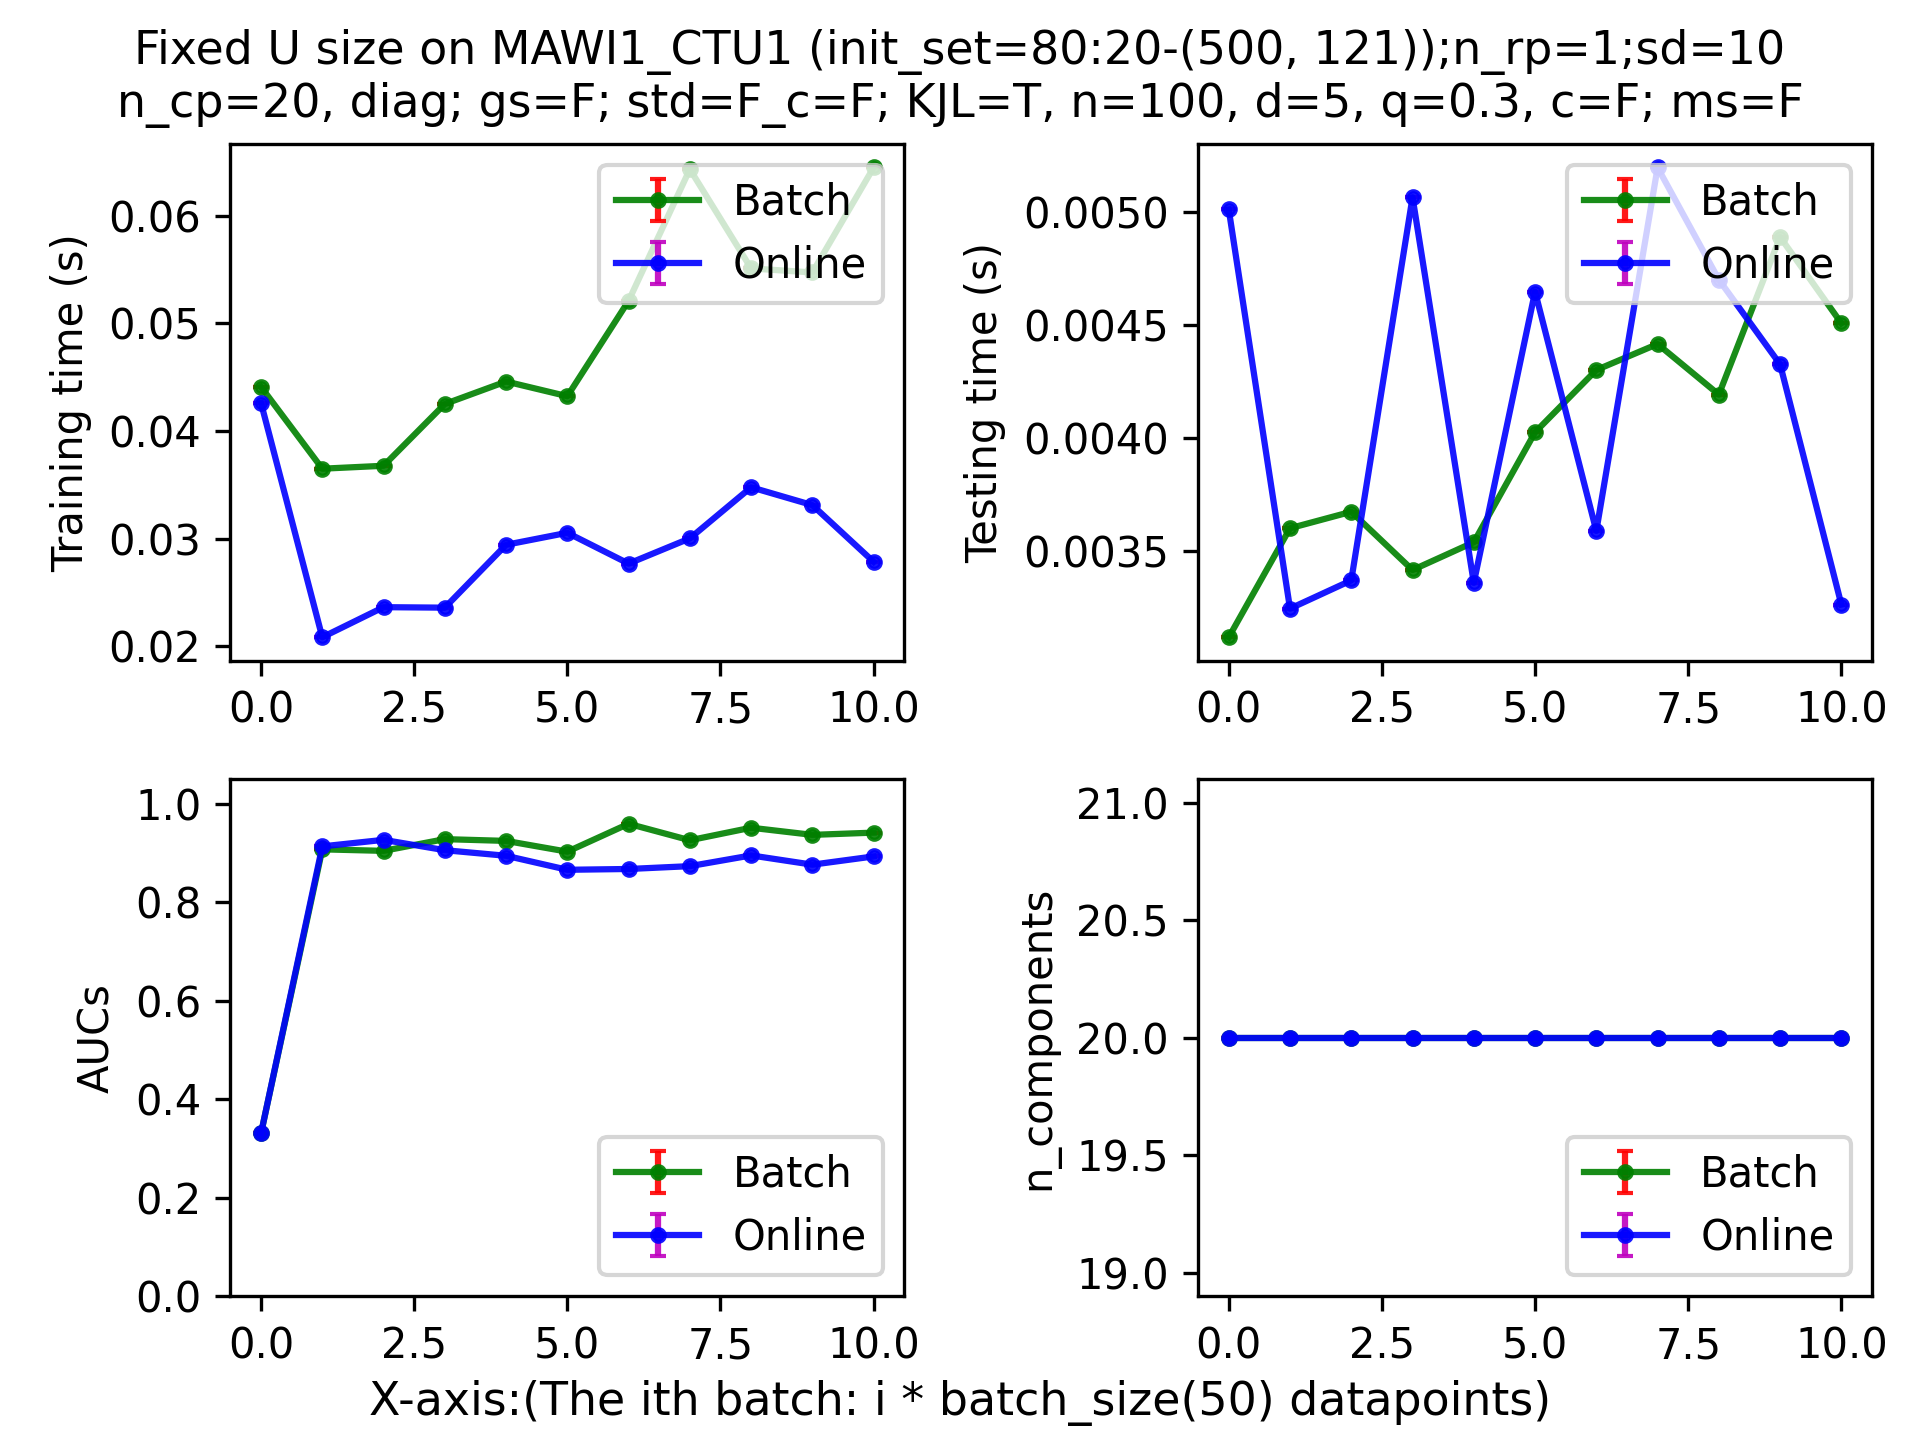 Fixed U size on MAWI1_CTU1 (init_set=80:20-(500, 121));n_rp=1;sd=10
n_cp=20, diag; gs=F; std=F_c=F; KJL=T, n=100, d=5, q=0.3, c=F; ms=F
Training time (s)
0.06
0.05
0.04
0.03
0.02
0.0 2.5 5.0 7.5 10.0
Batch
Online
Testing time (s)
0.0050
0.0045
0.0040
0.0035
0.0 2.5 5.0 7.5 10.0
Batch
Online
AUCs
1.0
0.8
0.6
0.4
0.2
0.0
0.0 2.5 5.0 7.5 10.0
Batch
Online
n_components
21.0
20.5
20.0
19.5
19.0
0.0 2.5 5.0 7.5 10.0
Batch
Online
X-axis:(The ith batch: i * batch_size(50) datapoints)